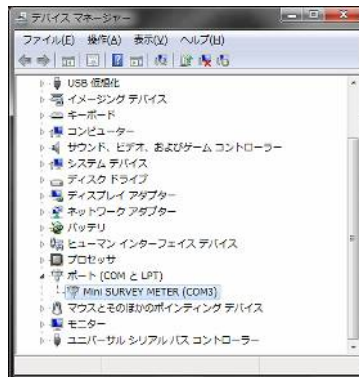 デバイス マネージャー
ファイル(F) 操作(A) 表示(V) ヘルプ(H)
USB 仮想化
イメージング デバイス
キーボード
コンピューター
サウンド、ビデオ、およびゲーム コントローラー
システム デバイス
ディスク ドライブ
ディスプレイ アダプター
ネットワーク アダプター
バッテリ
ヒューマン インターフェイス デバイス
プロセッサ
ポート (COM と LPT)
Mini SURVEY METER (COM3)
マウスとそのほかのポインティング デバイス
モニター
ユニバーサル シリアル バス コントローラー